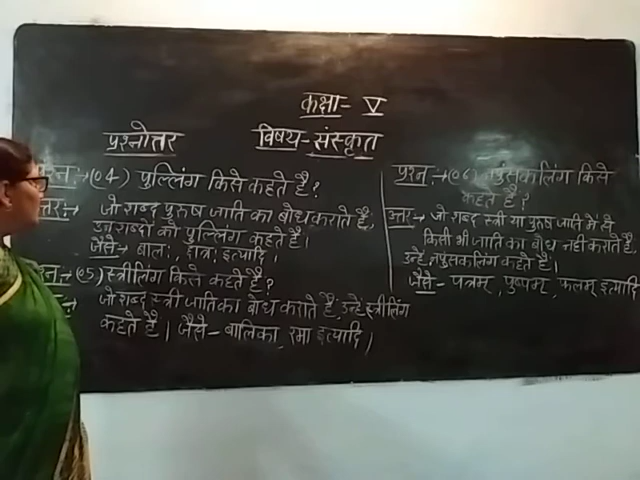 कक्षा - V
प्रश्नोत्तर
विषय - संस्कृत
प्रश्न :→ (04) पुल्लिंग किसे कहते है ?
उत्तर :→ जो शब्द पुरुष जाति का बोध कराते हैं,
उन शब्दों को पुल्लिंग कहते हैं।
जैसे - बालः, छात्रः इत्यादि।
प्रश्न :→ (05) स्त्रीलिंग किसे कहते है ?
जो शब्द स्त्री जाति का बोध कराते है, उन्हें स्त्रीलिंग
कहते हैं। जैसे - बालिका, रमा इत्यादि।
प्रश्न :→ (06) नपुंसकलिंग किसे
कहते है ?
उत्तर :→ जो शब्द स्त्री या पुरुष जाति में से
किसी भी जाति का बोध नहीं कराते है,
उन्हें नपुंसकलिंग कहते हैं।
जैसे - पत्रम्, पुष्पम्, फलम् इत्यादि